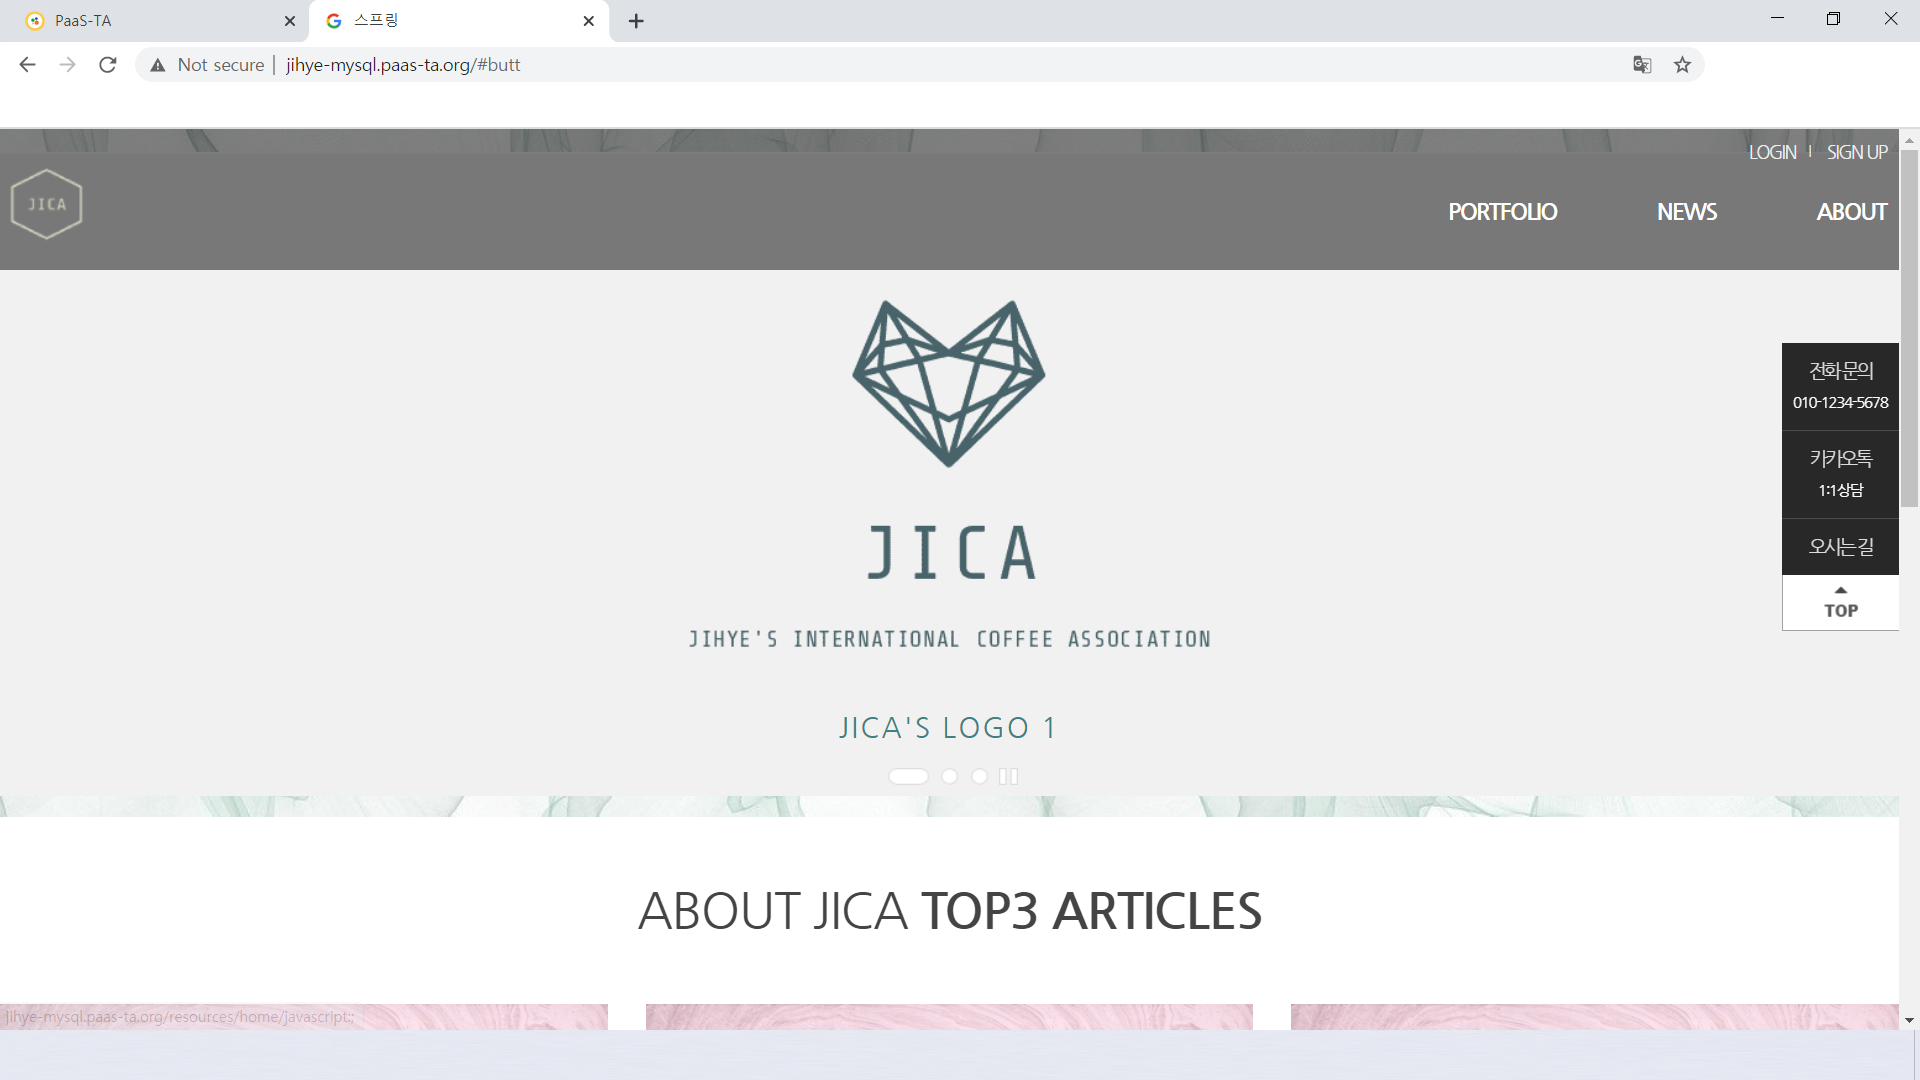 PaaS-TA
스프링
Not secure
jihye-mysql.paas-ta.org/#butt
LOGIN | SIGN UP
JICA
PORTFOLIO NEWS ABOUT
전화문의
010-1234-5678
카카오톡
1:1상담
오시는길
TOP
JICA
JIHYE'S INTERNATIONAL COFFEE ASSOCIATION
JICA'S LOGO 1
ABOUT JICA TOP3 ARTICLES
jihye-mysql.paas-ta.org/resources/home/javascript:;